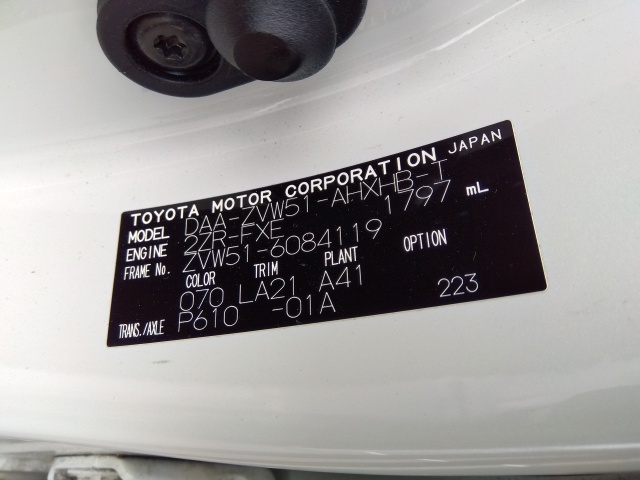 TOYOTA MOTOR CORPORATION JAPAN
MODEL DAA-ZVW51-AHXHB-T
ENGINE 2ZR-FXE 1797 mL
FRAME No. ZVW51-6084119
COLOR TRIM PLANT OPTION
070 LA21 A41
TRANS./AXLE P610 -01A 223